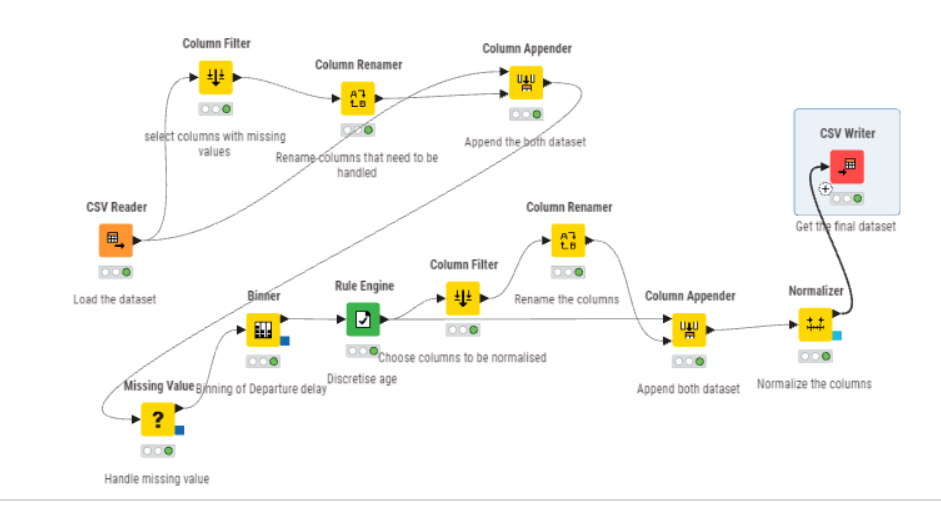 Column Filter
select columns with missing
values
Column Renamer
Rename columns that need to be
handled
Column Appender
Append the both dataset
CSV Reader
Load the dataset
CSV Writer
Get the final dataset
Missing Value
?
Handle missing value
Binner
Binning of Departure delay
Rule Engine
Discretise age
Column Filter
Choose columns to be normalised
Column Renamer
Rename the columns
Column Appender
Append both dataset
Normalizer
Normalize the columns